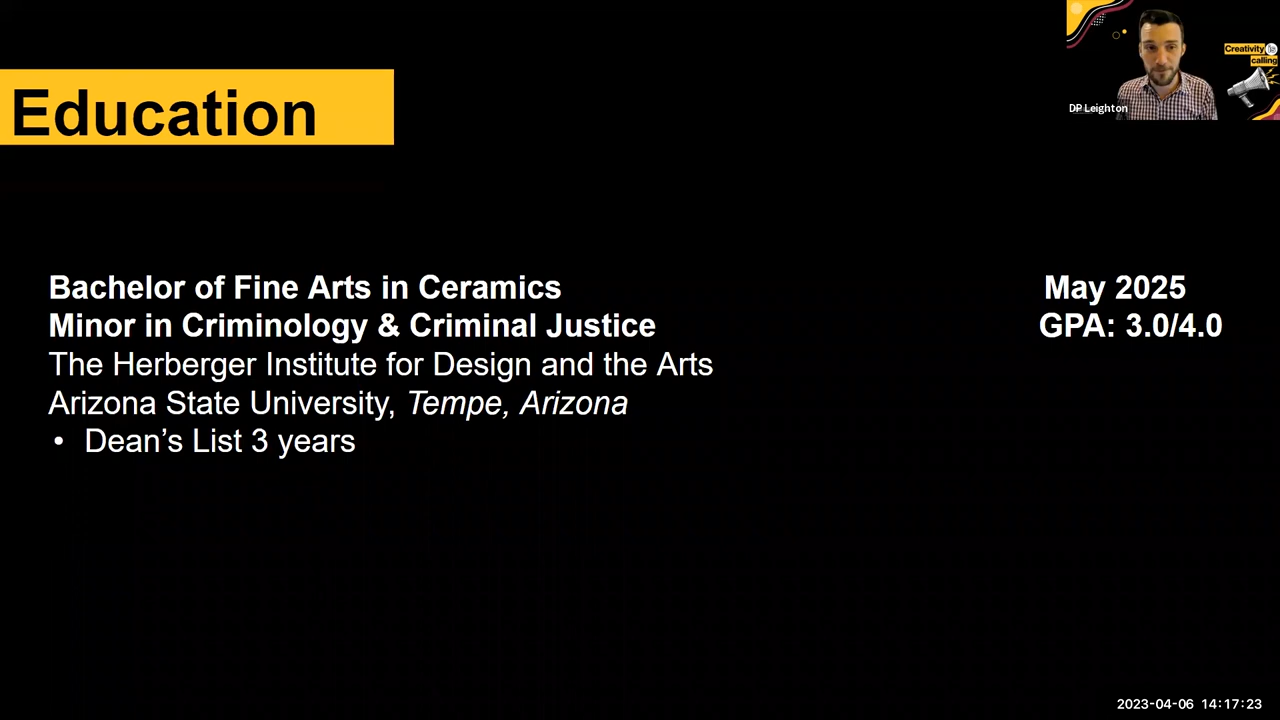 Education
Creativity is
calling
DP Leighton
Bachelor of Fine Arts in Ceramics May 2025
Minor in Criminology & Criminal Justice GPA: 3.0/4.0
The Herberger Institute for Design and the Arts
Arizona State University, Tempe, Arizona
• Dean’s List 3 years
2023-04-06 14:17:23